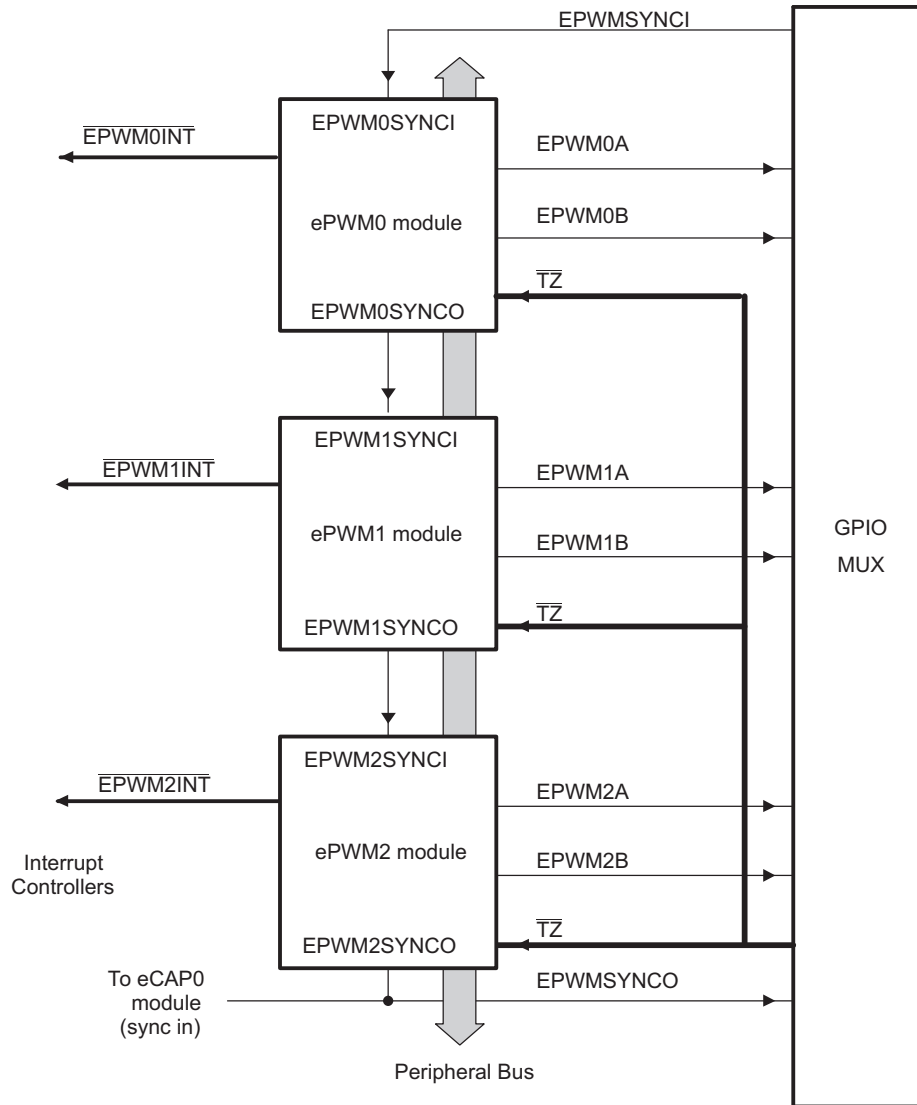 EPWMSYNCI
EPWM0SYNCI
EPWM0INT
EPWM0A
ePWM0 module
EPWM0B
TZ
EPWM0SYNCO
EPWM1SYNCI
EPWM1INT
EPWM1A
ePWM1 module
EPWM1B
GPIO
MUX
TZ
EPWM1SYNCO
EPWM2SYNCI
EPWM2INT
EPWM2A
ePWM2 module
EPWM2B
Interrupt
Controllers
TZ
EPWM2SYNCO
To eCAP0
module
(sync in)
EPWMSYNCO
Peripheral Bus